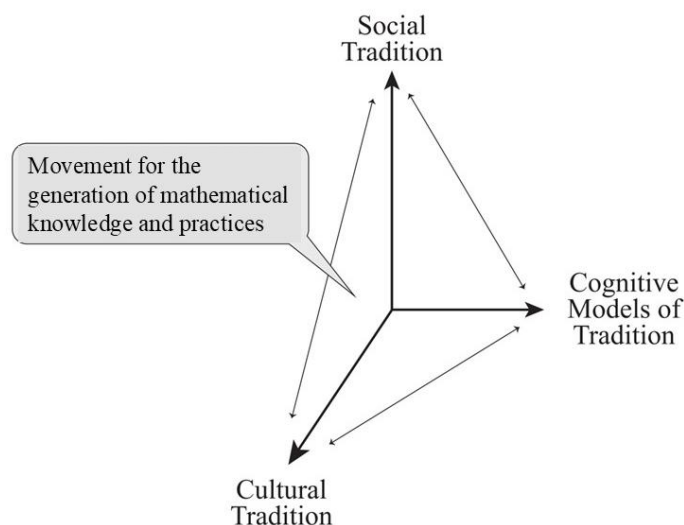 Social
Tradition
Movement for the
generation of mathematical
knowledge and practices
Cognitive
Models of
Tradition
Cultural
Tradition